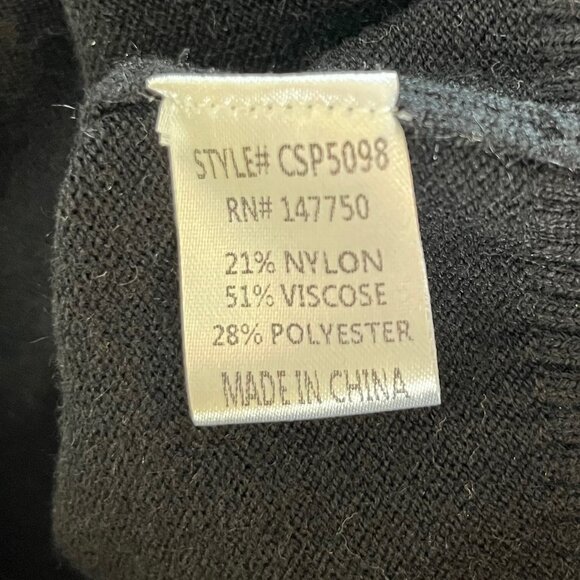 STYLE# CSP5098
RN# 147750
21% NYLON
51% VISCOSE
28% POLYESTER
MADE IN CHINA